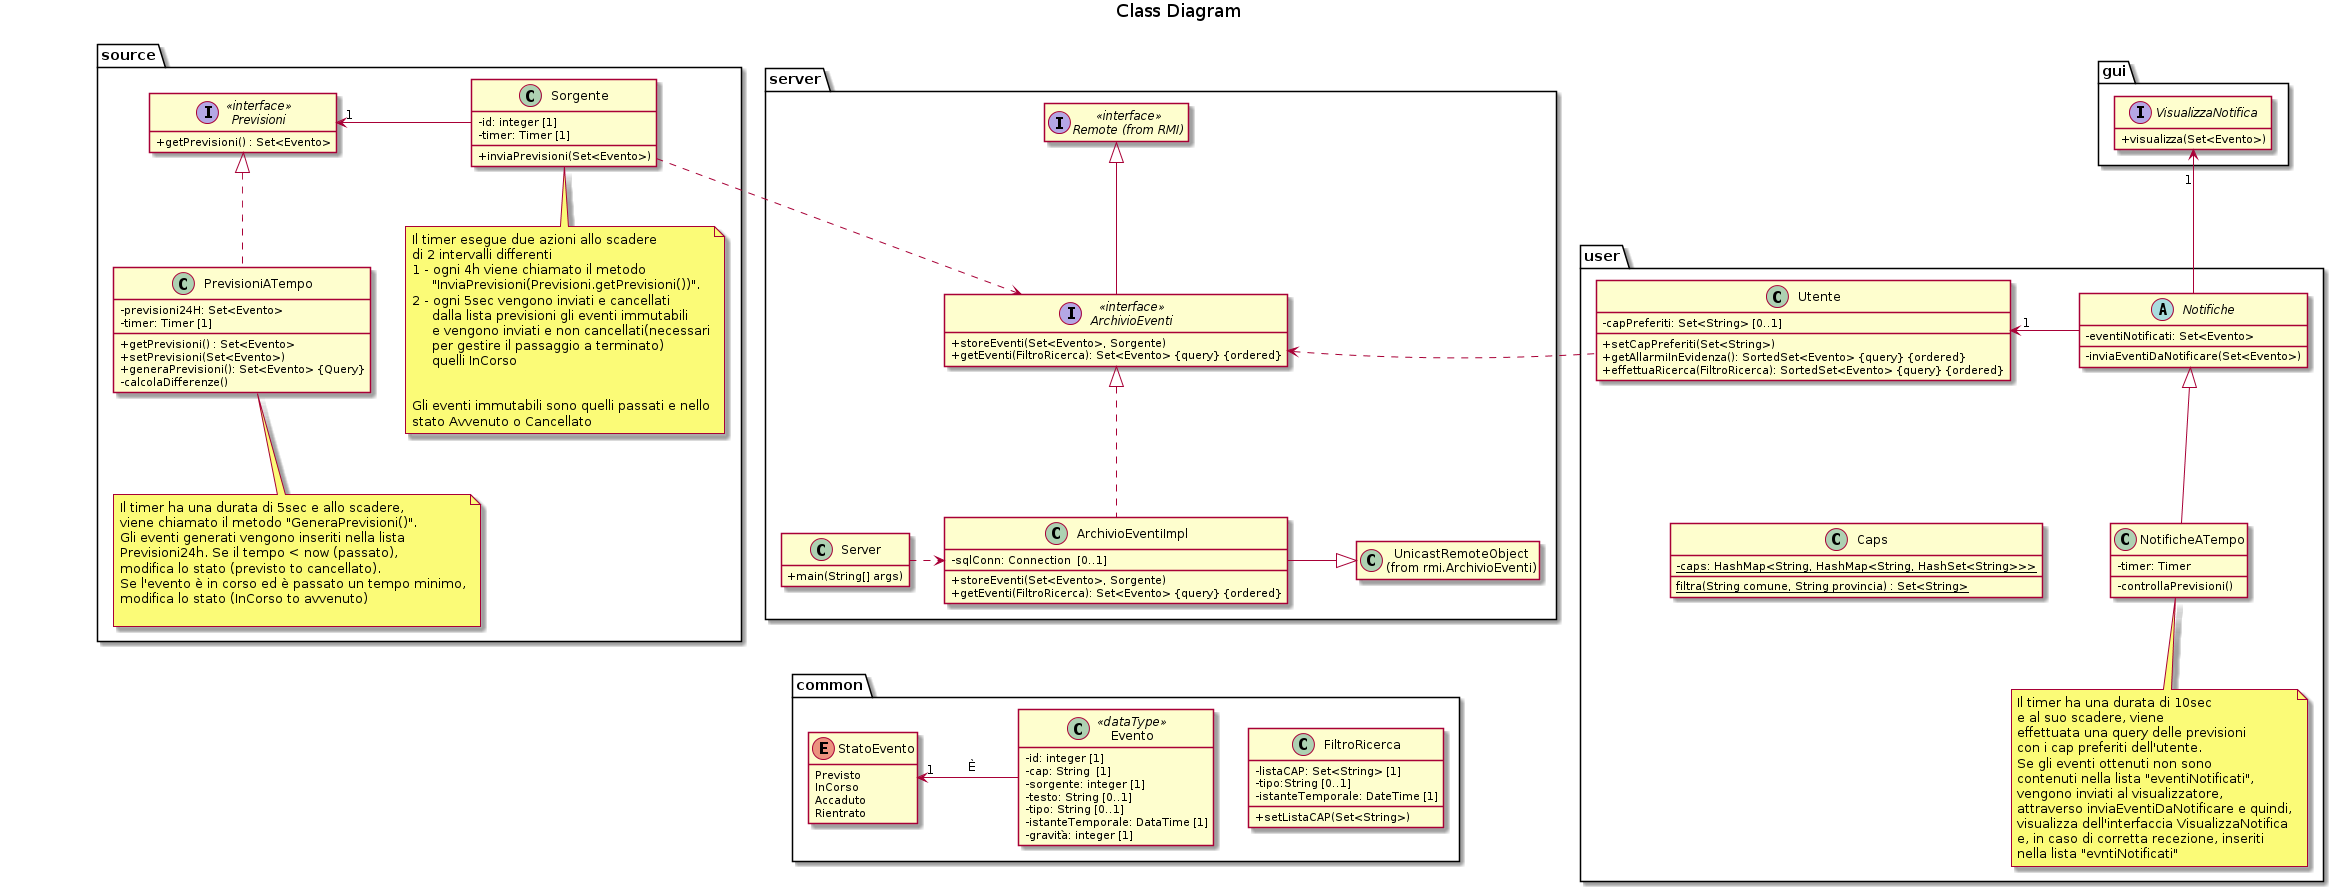 Class Diagram
source
«interface»
Previsioni
+getPrevisioni() : Set<Evento>
1
Sorgente
-id: integer [1]
-timer: Timer [1]
+inviaPrevisioni(Set<Evento>)
Il timer esegue due azioni allo scadere
di 2 intervalli differenti
1 - ogni 4h viene chiamato il metodo
"InviaPrevisioni(Previsioni.getPrevisioni())".
2 - ogni 5sec vengono inviati e cancellati
dalla lista previsioni gli eventi immutabili
e vengono inviati e non cancellati(necessari
per gestire il passaggio a terminato)
quelli InCorso
Gli eventi immutabili sono quelli passati e nello
stato Avvenuto o Cancellato
PrevisioniATempo
-previsioni24H: Set<Evento>
-timer: Timer [1]
+getPrevisioni() : Set<Evento>
+setPrevisioni(Set<Evento>)
+generaPrevisioni(): Set<Evento> {Query}
-calcolaDifferenze()
Il timer ha una durata di 5sec e allo scadere,
viene chiamato il metodo "GeneraPrevisioni()".
Gli eventi generati vengono inseriti nella lista
Previsioni24h. Se il tempo < now (passato),
modifica lo stato (previsto to cancellato).
Se l'evento è in corso ed è passato un tempo minimo,
modifica lo stato (InCorso to avvenuto)
server
«interface»
Remote (from RMI)
«interface»
ArchivioEventi
+storeEventi(Set<Evento>, Sorgente)
+getEventi(FiltroRicerca): Set<Evento> {query} {ordered}
Server
+main(String[] args)
ArchivioEventiImpl
-sqlConn: Connection  [0..1]
+storeEventi(Set<Evento>, Sorgente)
+getEventi(FiltroRicerca): Set<Evento> {query} {ordered}
UnicastRemoteObject
(from rmi.ArchivioEventi)
common
StatoEvento
Previsto
InCorso
Accaduto
Rientrato
1
È
«dataType»
Evento
-id: integer [1]
-cap: String  [1]
-sorgente: integer [1]
-testo: String [0..1]
-tipo: String [0..1]
-istanteTemporale: DataTime [1]
-gravità: integer [1]
FiltroRicerca
-listaCAP: Set<String> [1]
-tipo:String [0..1]
-istanteTemporale: DateTime [1]
+setListaCAP(Set<String>)
gui
VisualizzaNotifica
+visualizza(Set<Evento>)
1
user
Utente
-capPreferiti: Set<String> [0..1]
+setCapPreferiti(Set<String>)
+getAllarmiInEvidenza(): SortedSet<Evento> {query} {ordered}
+effettuaRicerca(FiltroRicerca): SortedSet<Evento> {query} {ordered}
1
Notifiche
-eventiNotificati: Set<Evento>
-inviaEventiDaNotificare(Set<Evento>)
Caps
-caps: HashMap<String, HashMap<String, HashSet<String>>>
filtra(String comune, String provincia) : Set<String>
NotificheATempo
-timer: Timer
-controllaPrevisioni()
Il timer ha una durata di 10sec
e al suo scadere, viene
effettuata una query delle previsioni
con i cap preferiti dell'utente.
Se gli eventi ottenuti non sono
contenuti nella lista "eventiNotificati",
vengono inviati al visualizzatore,
attraverso inviaEventiDaNotificare e quindi,
visualizza dell'interfaccia VisualizzaNotifica
e, in caso di corretta recezione, inseriti
nella lista "evntiNotificati"